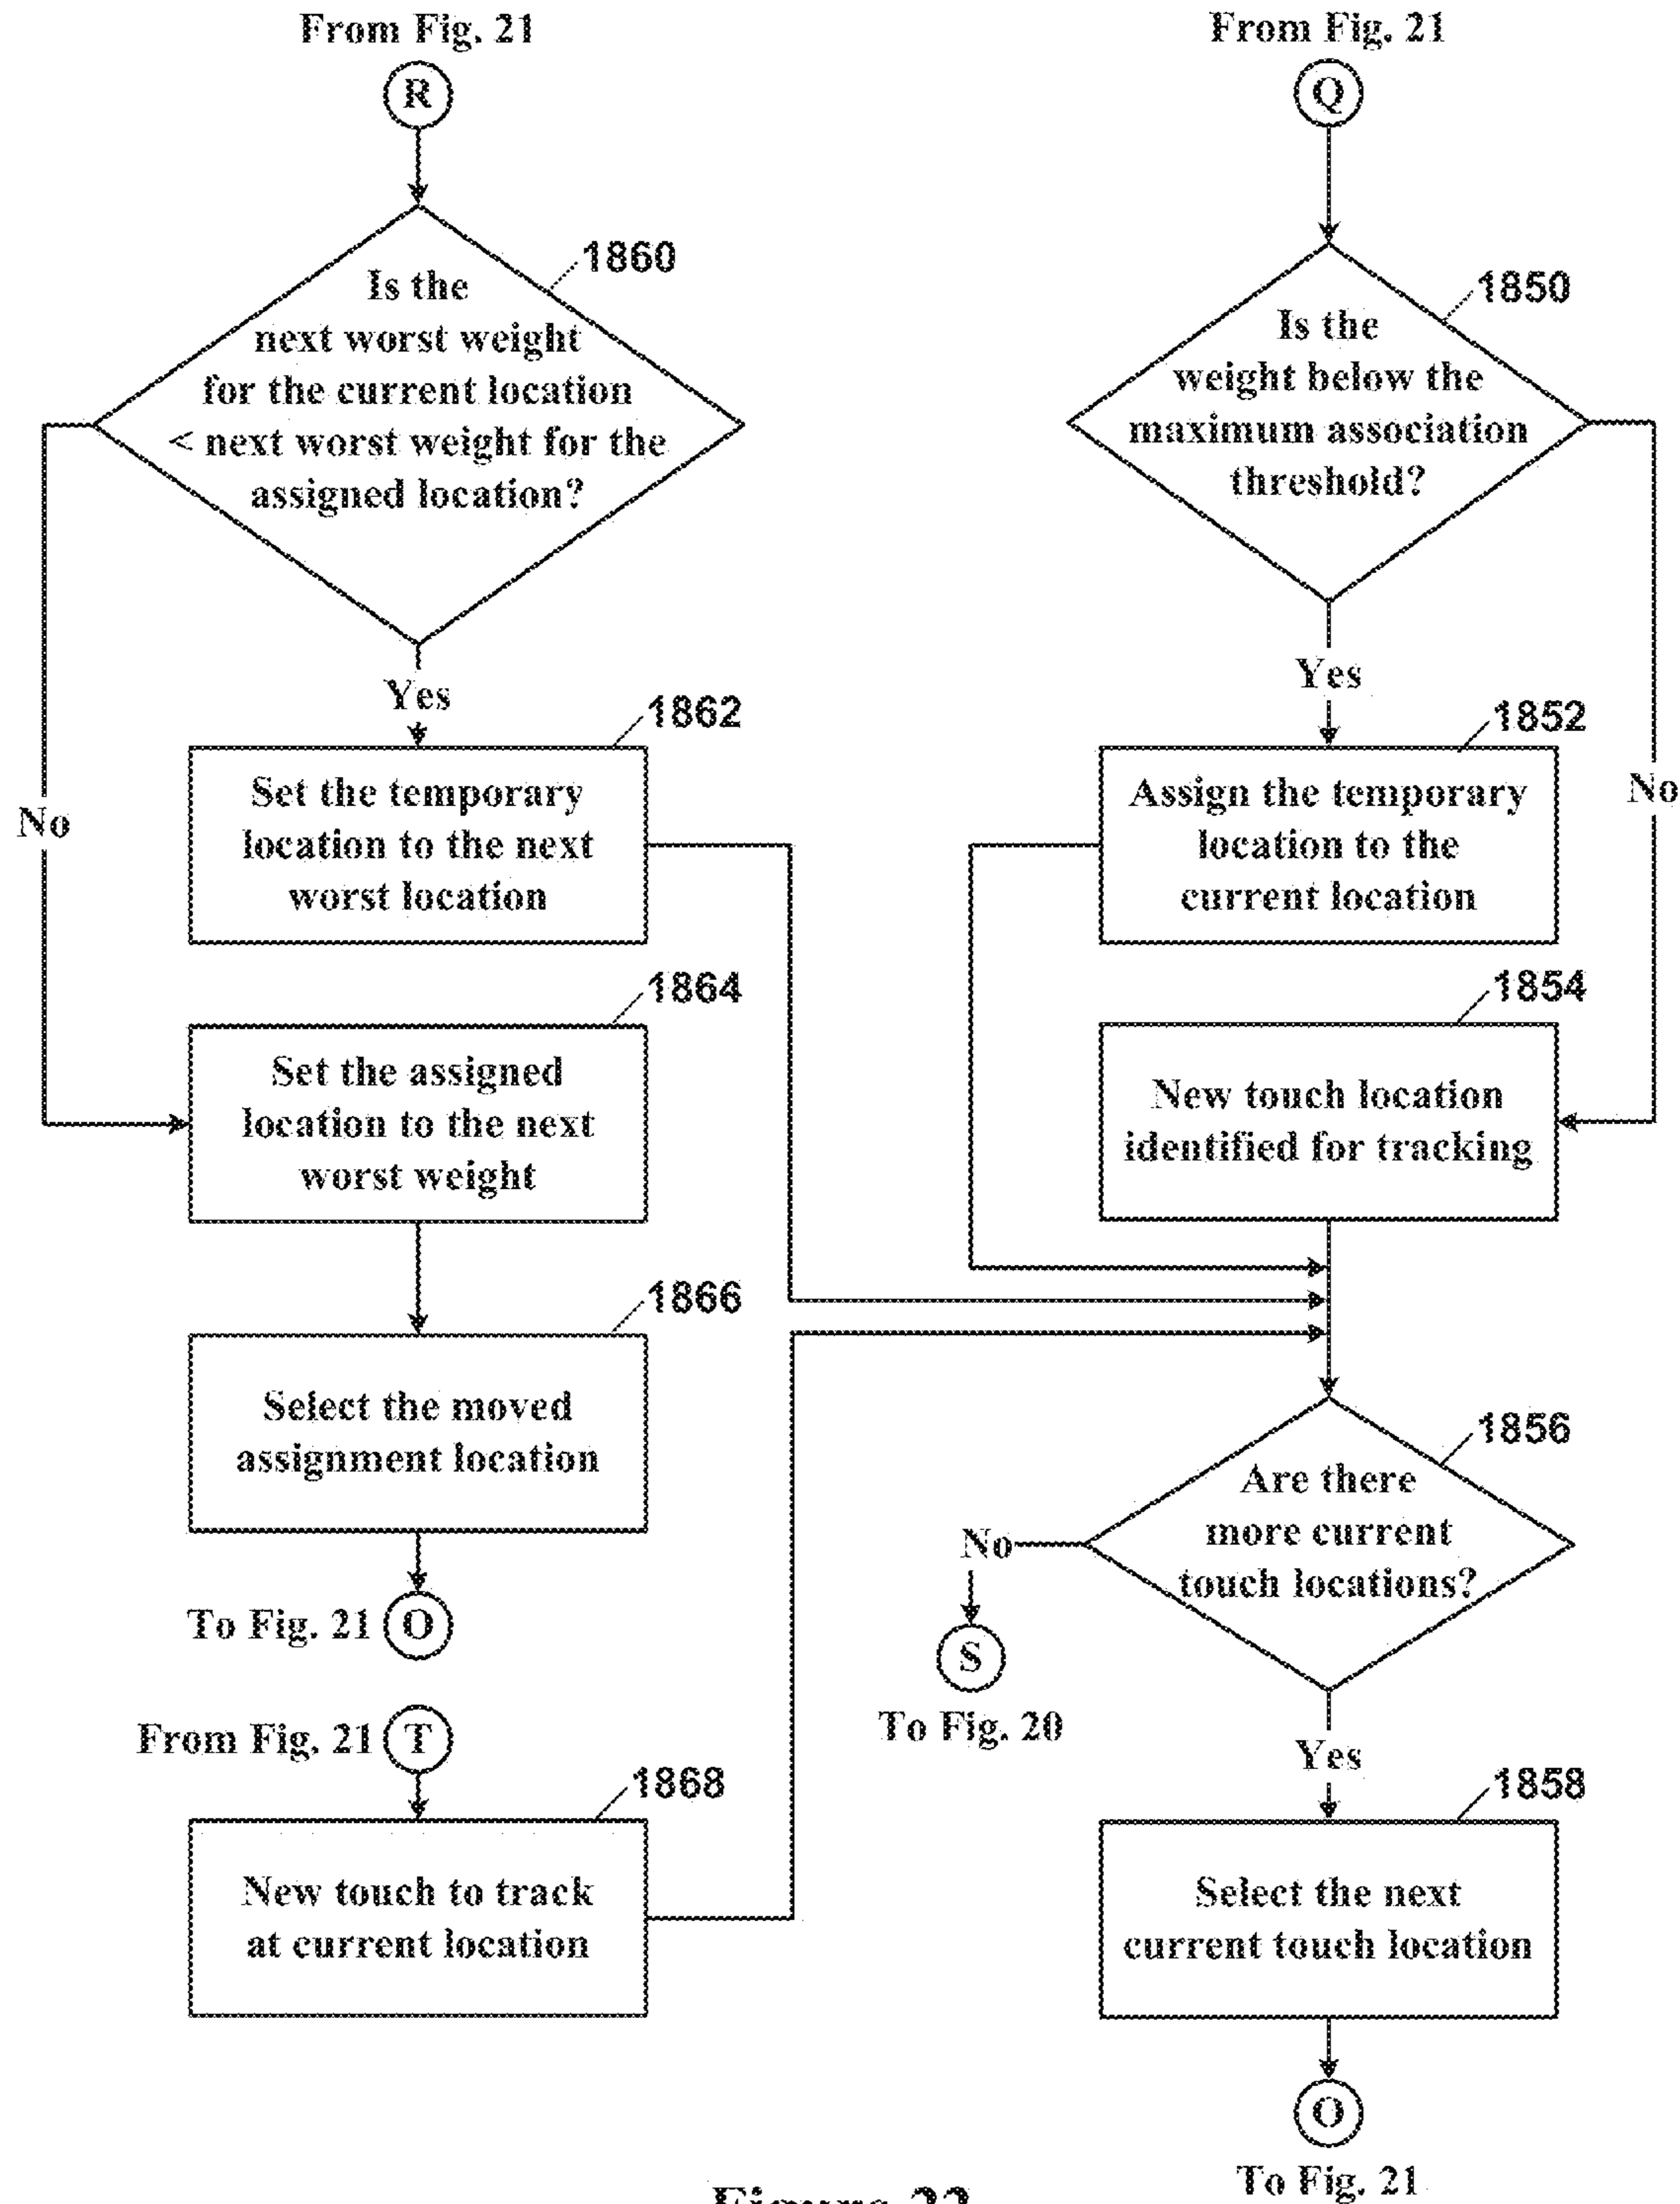 From Fig. 21
R
1860
Is the
next worst weight
for the current location
< next worst weight for the
assigned location?
No
Yes
1862
Set the temporary
location to the next
worst location
1864
Set the assigned
location to the next
worst weight
1866
Select the moved
assignment location
To Fig. 21 O
From Fig. 21 T
1868
New touch to track
at current location
From Fig. 21
Q
1850
Is the
weight below the
maximum association
threshold?
Yes
No
1852
Assign the temporary
location to the
current location
1854
New touch location
identified for tracking
1856
Are there
more current
touch locations?
No
S
To Fig. 20
Yes
1858
Select the next
current touch location
O
To Fig. 21